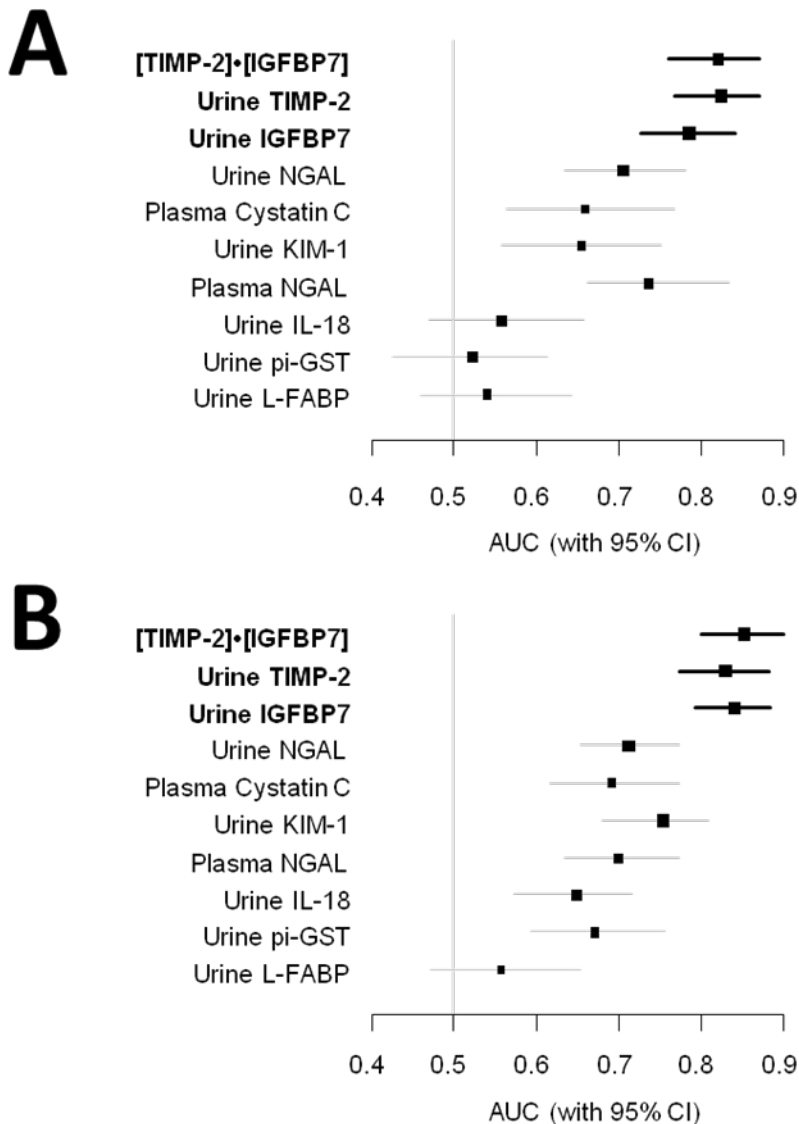 A
[TIMP-2]•[IGFBP7]
Urine TIMP-2
Urine IGFBP7
Urine NGAL
Plasma Cystatin C
Urine KIM-1
Plasma NGAL
Urine IL-18
Urine pi-GST
Urine L-FABP
0.4 0.5 0.6 0.7 0.8 0.9
AUC (with 95% CI)
B
[TIMP-2]•[IGFBP7]
Urine TIMP-2
Urine IGFBP7
Urine NGAL
Plasma Cystatin C
Urine KIM-1
Plasma NGAL
Urine IL-18
Urine pi-GST
Urine L-FABP
0.4 0.5 0.6 0.7 0.8 0.9
AUC (with 95% CI)